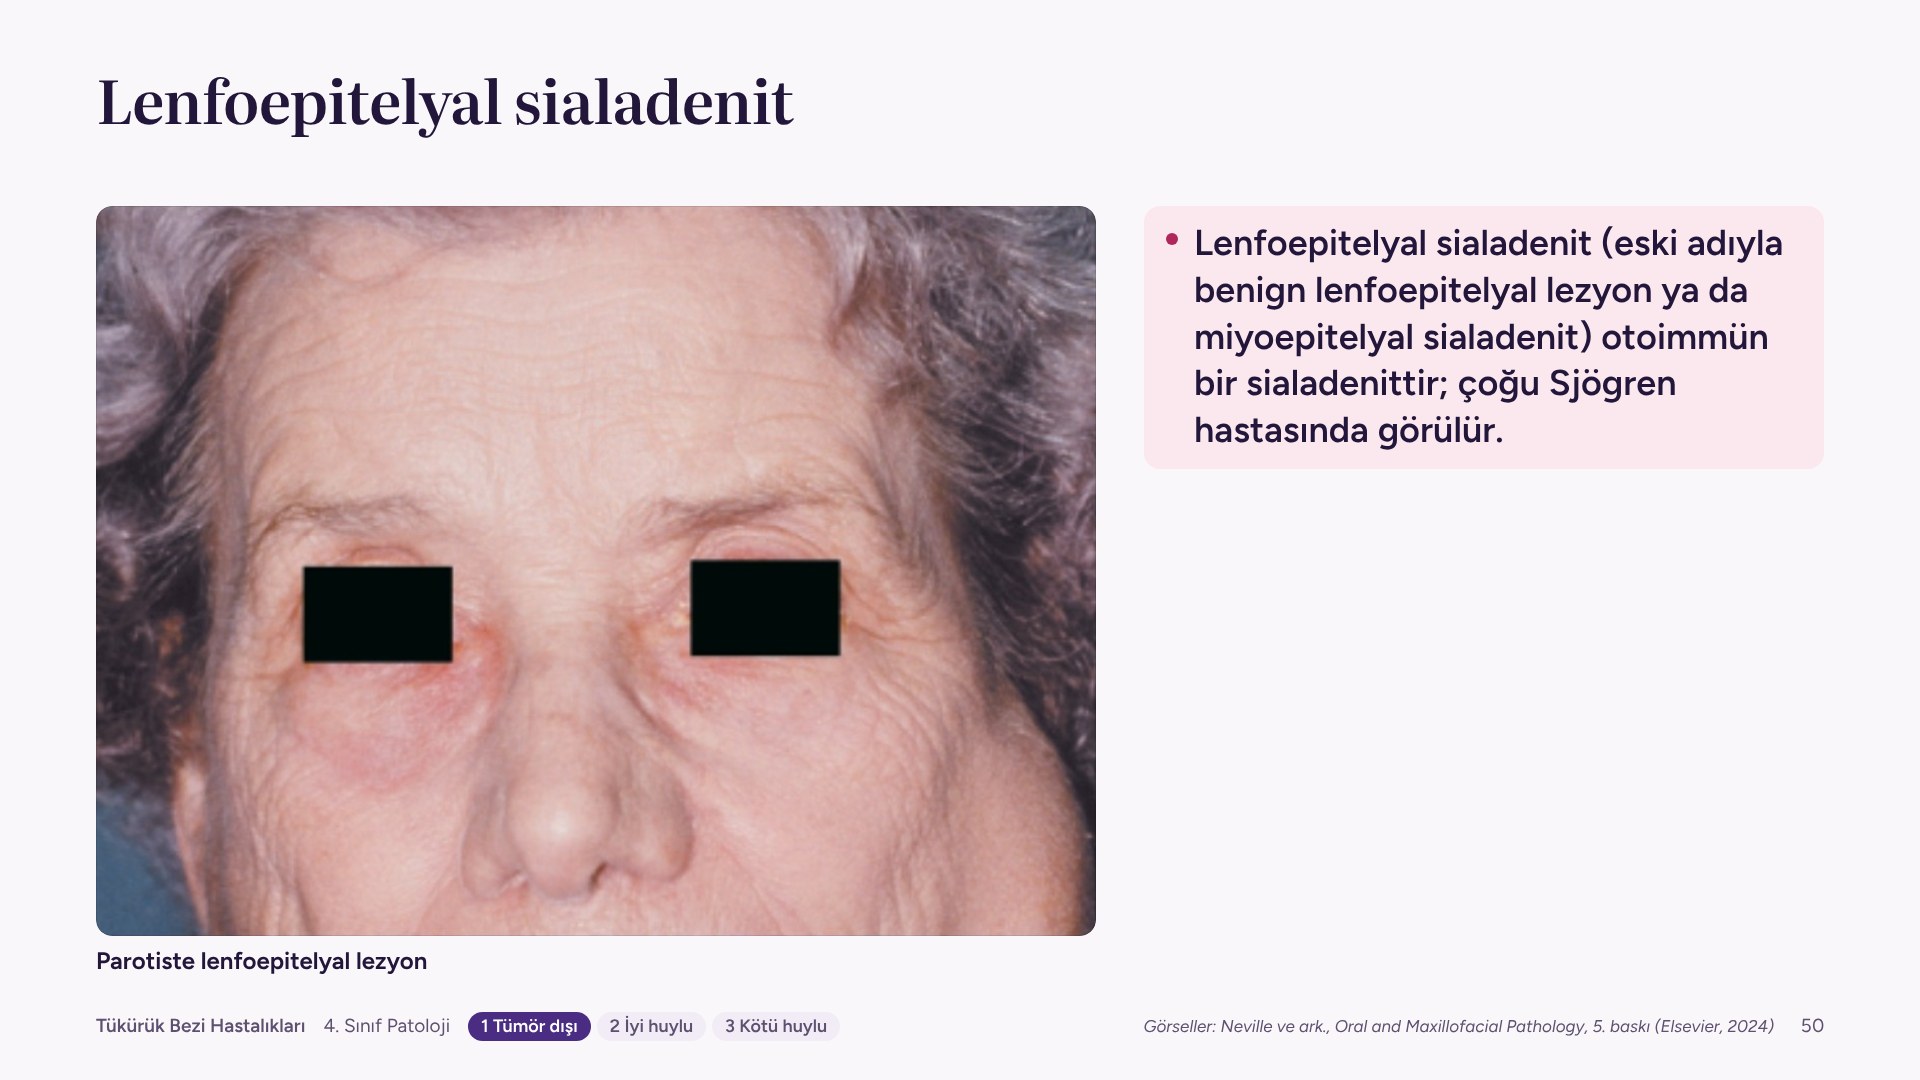 Lenfoepitelyal sialadenit
Lenfoepitelyal sialadenit (eski adıyla
benign lenfoepitelyal lezyon ya da
miyoepitelyal sialadenit) otoimmün
bir sialadenittir; çoğu Sjögren
hastasında görülür.
Parotiste lenfoepitelyal lezyon
Tükürük Bezi Hastalıkları 4. Sınıf Patoloji 1 Tümör dışı 2 İyi huylu 3 Kötü huylu
Görseller: Neville ve ark., Oral and Maxillofacial Pathology, 5. baskı (Elsevier, 2024) 50